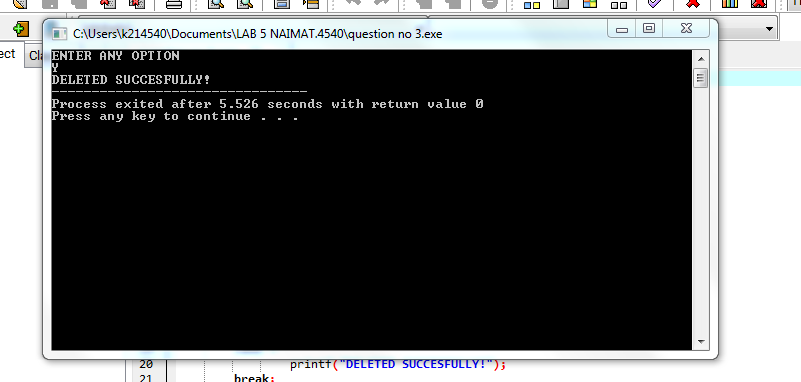 C:\Users\k214540\Documents\LAB 5 NAIMAT.4540\question no 3.exe
ect
Cla
ENTER ANY OPTION
Y
DELETED SUCCESFULLY!
--------------------------------
Process exited after 5.526 seconds with return value 0
Press any key to continue . . .
20 printf("DELETED SUCCESFULLY!");
21 break;